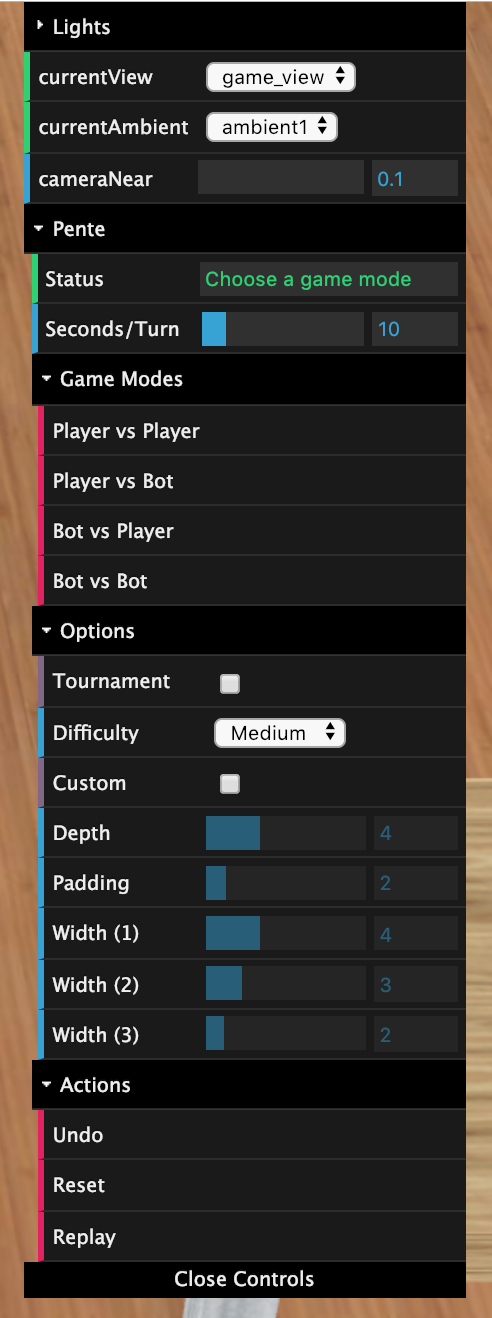 Lights
currentView game_view
currentAmbient ambient1
cameraNear 0.1
Pente
Status Choose a game mode
Seconds/Turn 10
Game Modes
Player vs Player
Player vs Bot
Bot vs Player
Bot vs Bot
Options
Tournament
Difficulty Medium
Custom
Depth 4
Padding 2
Width (1) 4
Width (2) 3
Width (3) 2
Actions
Undo
Reset
Replay
Close Controls